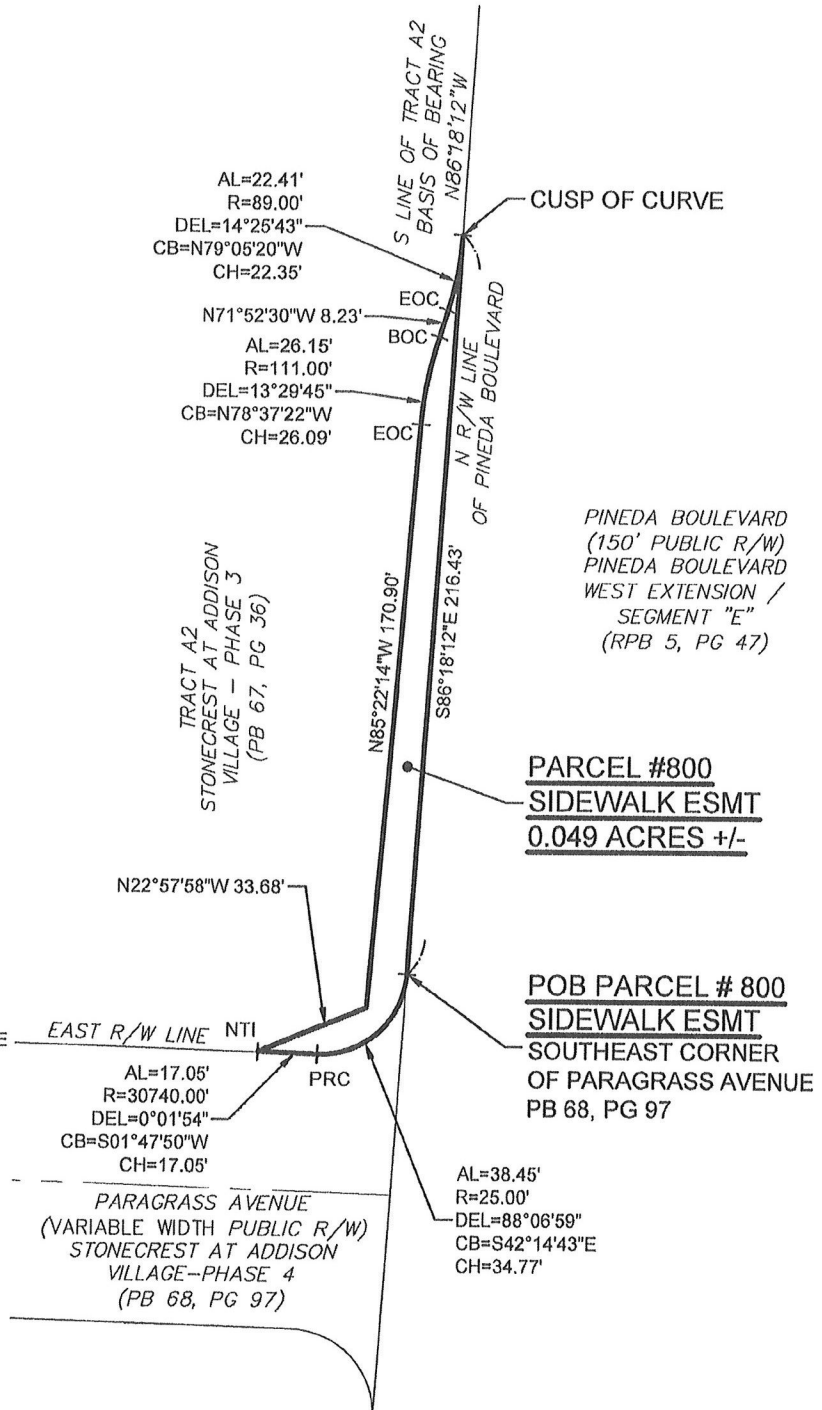 S LINE OF TRACT A2
BASIS OF BEARING
N86°18'12"W
AL=22.41'
R=89.00'
DEL=14°25'43"
CB=N79°05'20"W
CH=22.35'
CUSP OF CURVE
EOC
N71°52'30"W 8.23'
BOC
AL=26.15'
R=111.00'
DEL=13°29'45"
CB=N78°37'22"W
CH=26.09'
EOC
N R/W LINE
OF PINEDA BOULEVARD
PINEDA BOULEVARD
(150' PUBLIC R/W)
PINEDA BOULEVARD
WEST EXTENSION /
SEGMENT "E"
(RPB 5, PG 47)
TRACT A2
STONECREST AT ADDISON
VILLAGE – PHASE 3
(PB 67, PG 36)
N85°22'14"W 170.90'
S86°18'12"E 216.43'
PARCEL #800
SIDEWALK ESMT
0.049 ACRES +/-
N22°57'58"W 33.68'
POB PARCEL # 800
SIDEWALK ESMT
SOUTHEAST CORNER
OF PARAGRASS AVENUE
PB 68, PG 97
EAST R/W LINE
NTI
PRC
AL=17.05'
R=30740.00'
DEL=0°01'54"
CB=S01°47'50"W
CH=17.05'
AL=38.45'
R=25.00'
DEL=88°06'59"
CB=S42°14'43"E
CH=34.77'
PARAGRASS AVENUE
(VARIABLE WIDTH PUBLIC R/W)
STONECREST AT ADDISON
VILLAGE–PHASE 4
(PB 68, PG 97)